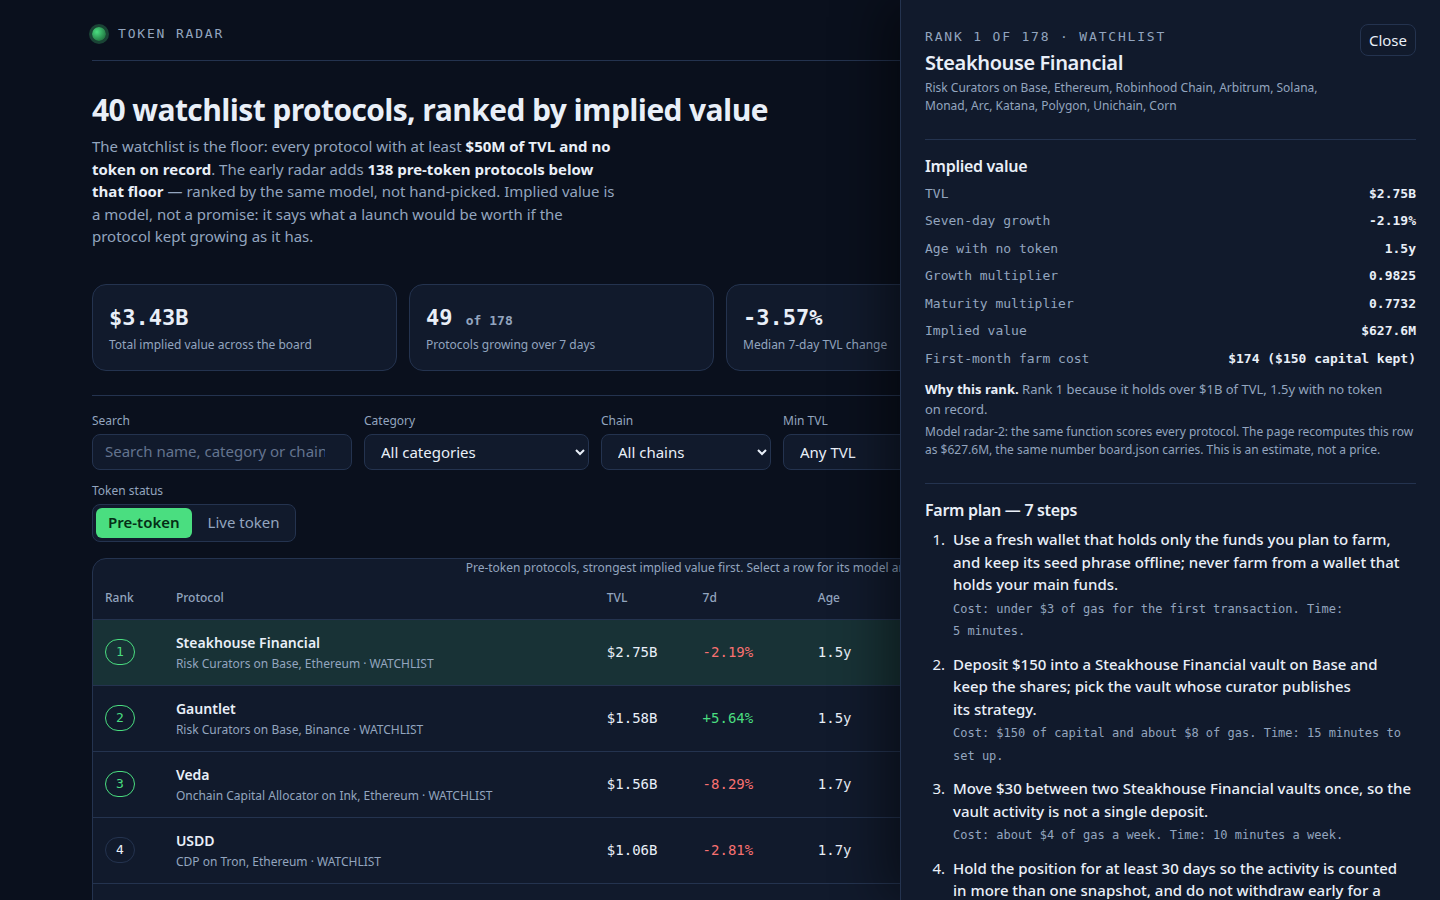 TOKEN RADAR
40 watchlist protocols, ranked by implied value
The watchlist is the floor: every protocol with at least $50M of TVL and no
token on record. The early radar adds 138 pre-token protocols below
that floor — ranked by the same model, not hand-picked. Implied value is
a model, not a promise: it says what a launch would be worth if the
protocol kept growing as it has.
$3.43B
Total implied value across the board
49 of 178
Protocols growing over 7 days
-3.57%
Median 7-day TVL change
Search
Category
Chain
Min TVL
Search name, category or chain
All categories
All chains
Any TVL
Token status
Pre-token
Live token
Pre-token protocols, strongest implied value first. Select a row for its model
Rank Protocol TVL 7d Age
1 Steakhouse Financial $2.75B -2.19% 1.5y
Risk Curators on Base, Ethereum · WATCHLIST
2 Gauntlet $1.58B +5.64% 1.5y
Risk Curators on Base, Binance · WATCHLIST
3 Veda $1.56B -8.29% 1.7y
Onchain Capital Allocator on Ink, Ethereum · WATCHLIST
4 USDD $1.06B -2.81% 1.7y
CDP on Tron, Ethereum · WATCHLIST
RANK 1 OF 178 · WATCHLIST
Close
Steakhouse Financial
Risk Curators on Base, Ethereum, Robinhood Chain, Arbitrum, Solana,
Monad, Arc, Katana, Polygon, Unichain, Corn
Implied value
TVL $2.75B
Seven-day growth -2.19%
Age with no token 1.5y
Growth multiplier 0.9825
Maturity multiplier 0.7732
Implied value $627.6M
First-month farm cost $174 ($150 capital kept)
Why this rank. Rank 1 because it holds over $1B of TVL, 1.5y with no token
on record.
Model radar-2: the same function scores every protocol. The page recomputes this row
as $627.6M, the same number board.json carries. This is an estimate, not a price.
Farm plan — 7 steps
1. Use a fresh wallet that holds only the funds you plan to farm,
and keep its seed phrase offline; never farm from a wallet that
holds your main funds.
Cost: under $3 of gas for the first transaction. Time:
5 minutes.
2. Deposit $150 into a Steakhouse Financial vault on Base and
keep the shares; pick the vault whose curator publishes
its strategy.
Cost: $150 of capital and about $8 of gas. Time: 15 minutes to
set up.
3. Move $30 between two Steakhouse Financial vaults once, so the
vault activity is not a single deposit.
Cost: about $4 of gas a week. Time: 10 minutes a week.
4. Hold the position for at least 30 days so the activity is counted
in more than one snapshot, and do not withdraw early for a